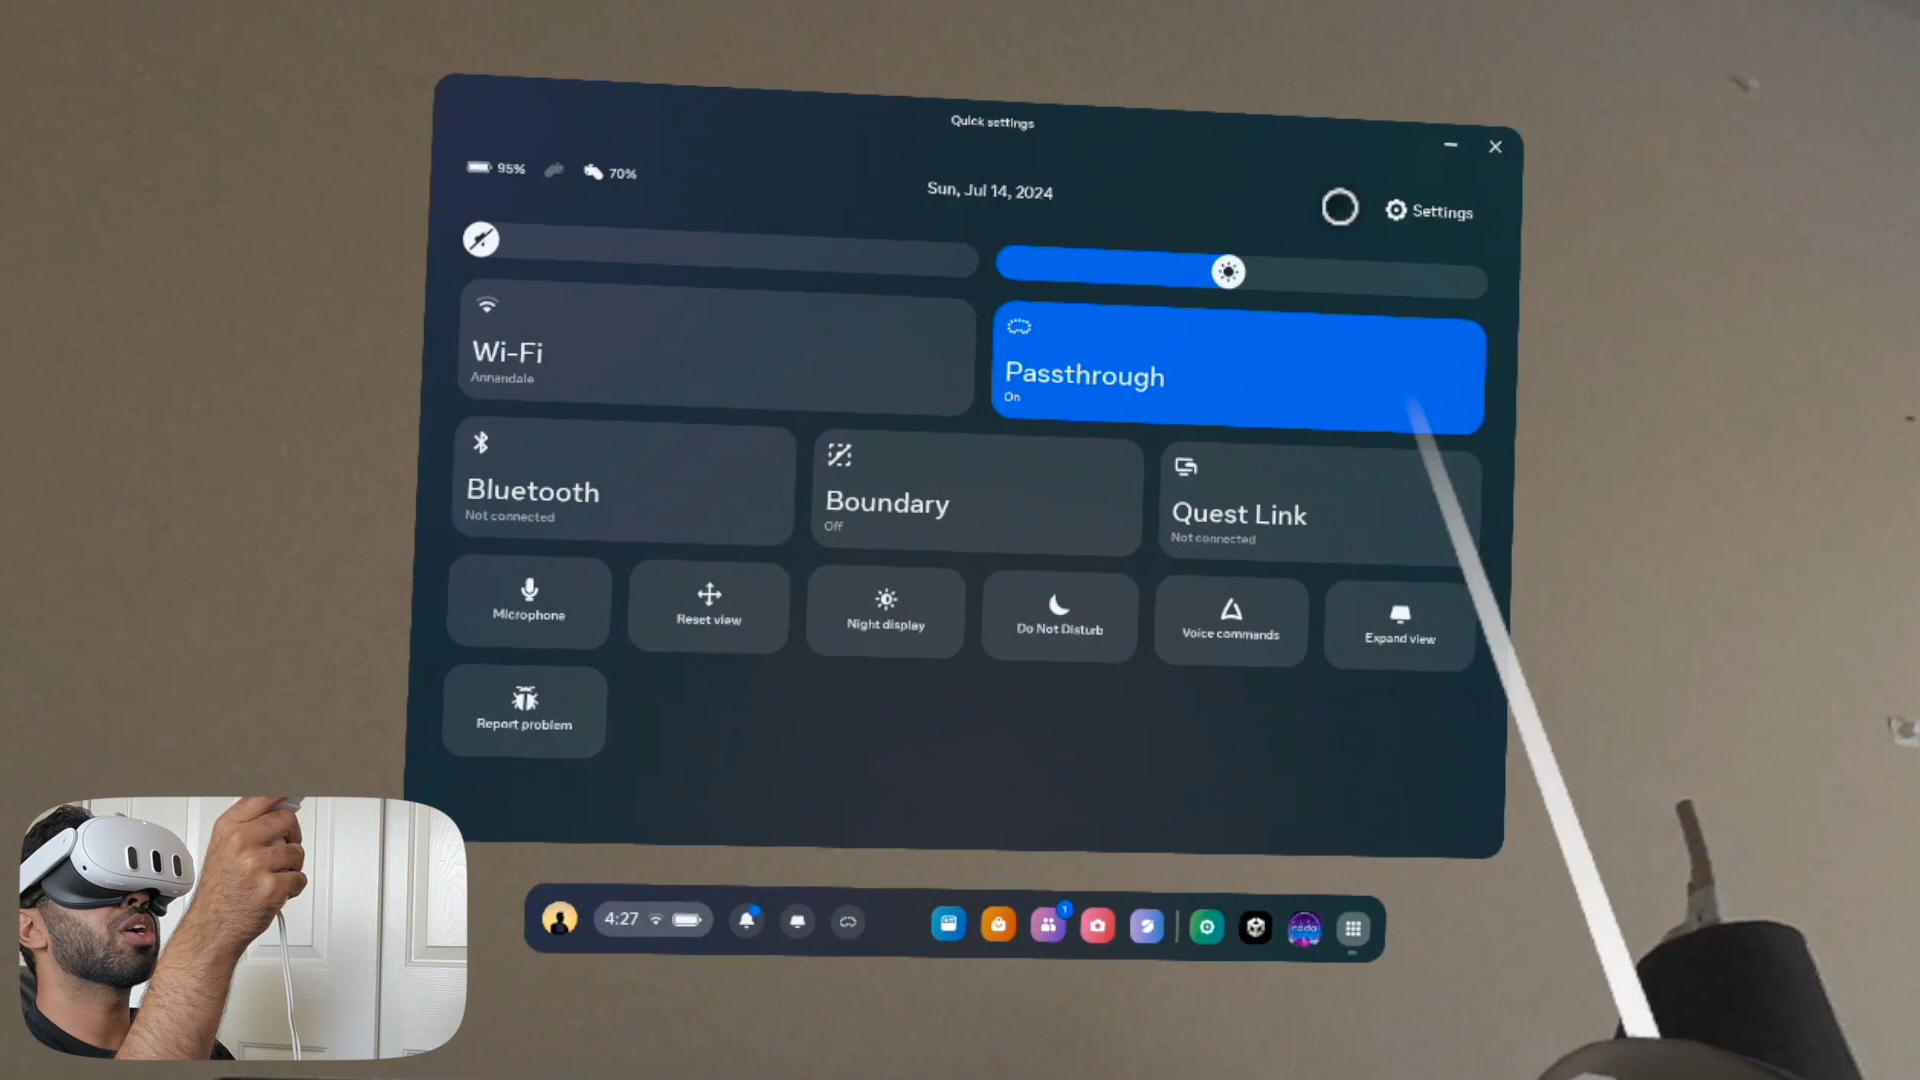 Quick settings
95%
70%
Sun, Jul 14, 2024
Settings
Wi-Fi
Annandale
Passthrough
On
Bluetooth
Not connected
Boundary
Off
Quest Link
Not connected
Microphone
Reset view
Night display
Do Not Disturb
Voice commands
Expand view
Report problem
4:27
1
noda